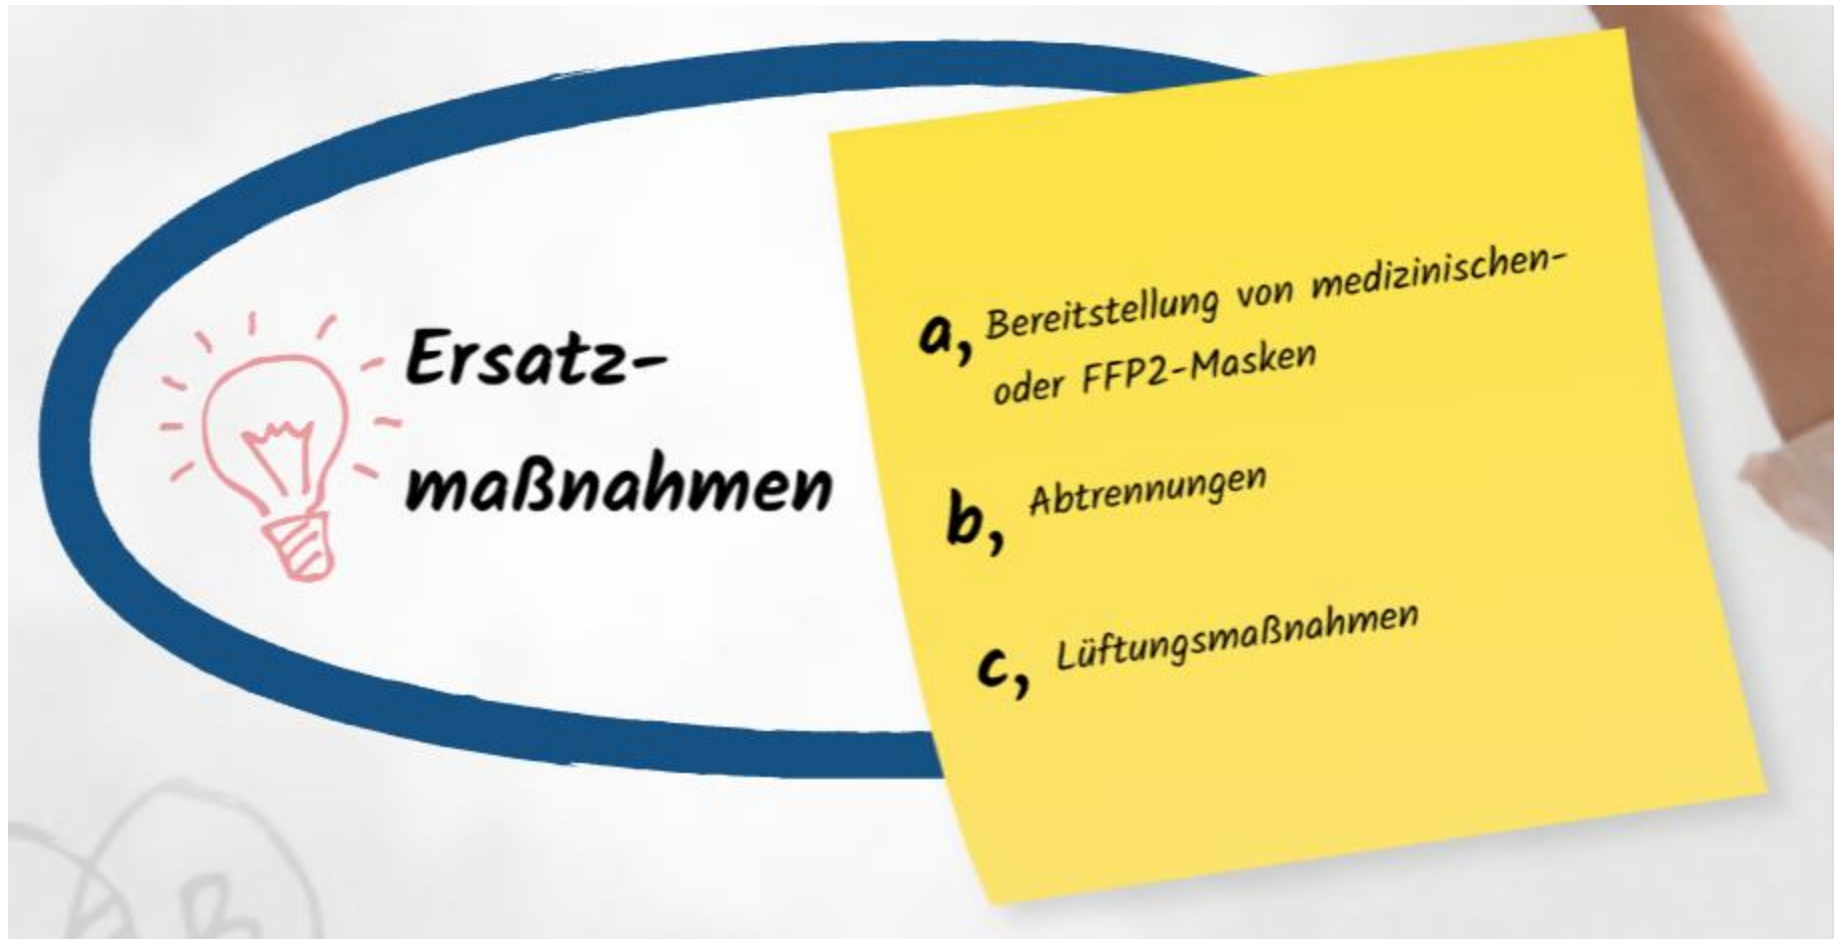 Ersatz-
maßnahmen
a, Bereitstellung von medizinischen-
oder FFP2-Masken
b, Abtrennungen
c, Lüftungsmaßnahmen
B